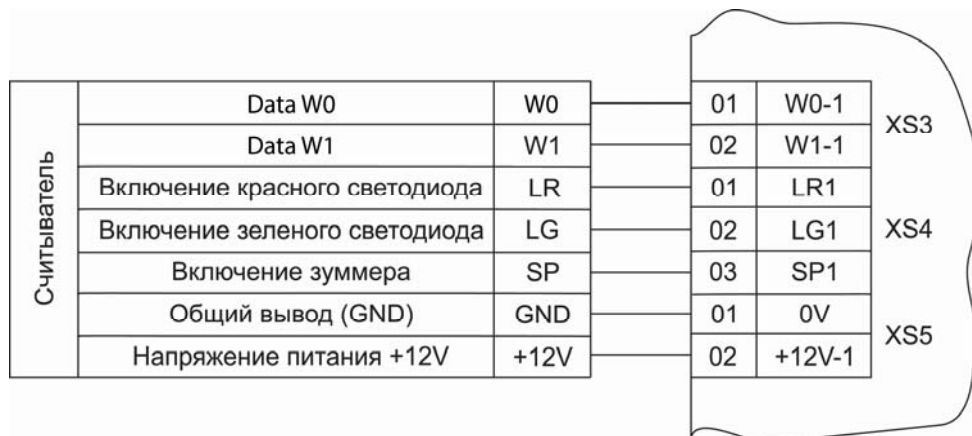 Считыватель
Data W0 W0 01 W0-1 XS3
Data W1 W1 02 W1-1
Включение красного светодиода LR 01 LR1
Включение зеленого светодиода LG 02 LG1 XS4
Включение зуммера SP 03 SP1
Общий вывод (GND) GND 01 0V XS5
Напряжение питания +12V +12V 02 +12V-1